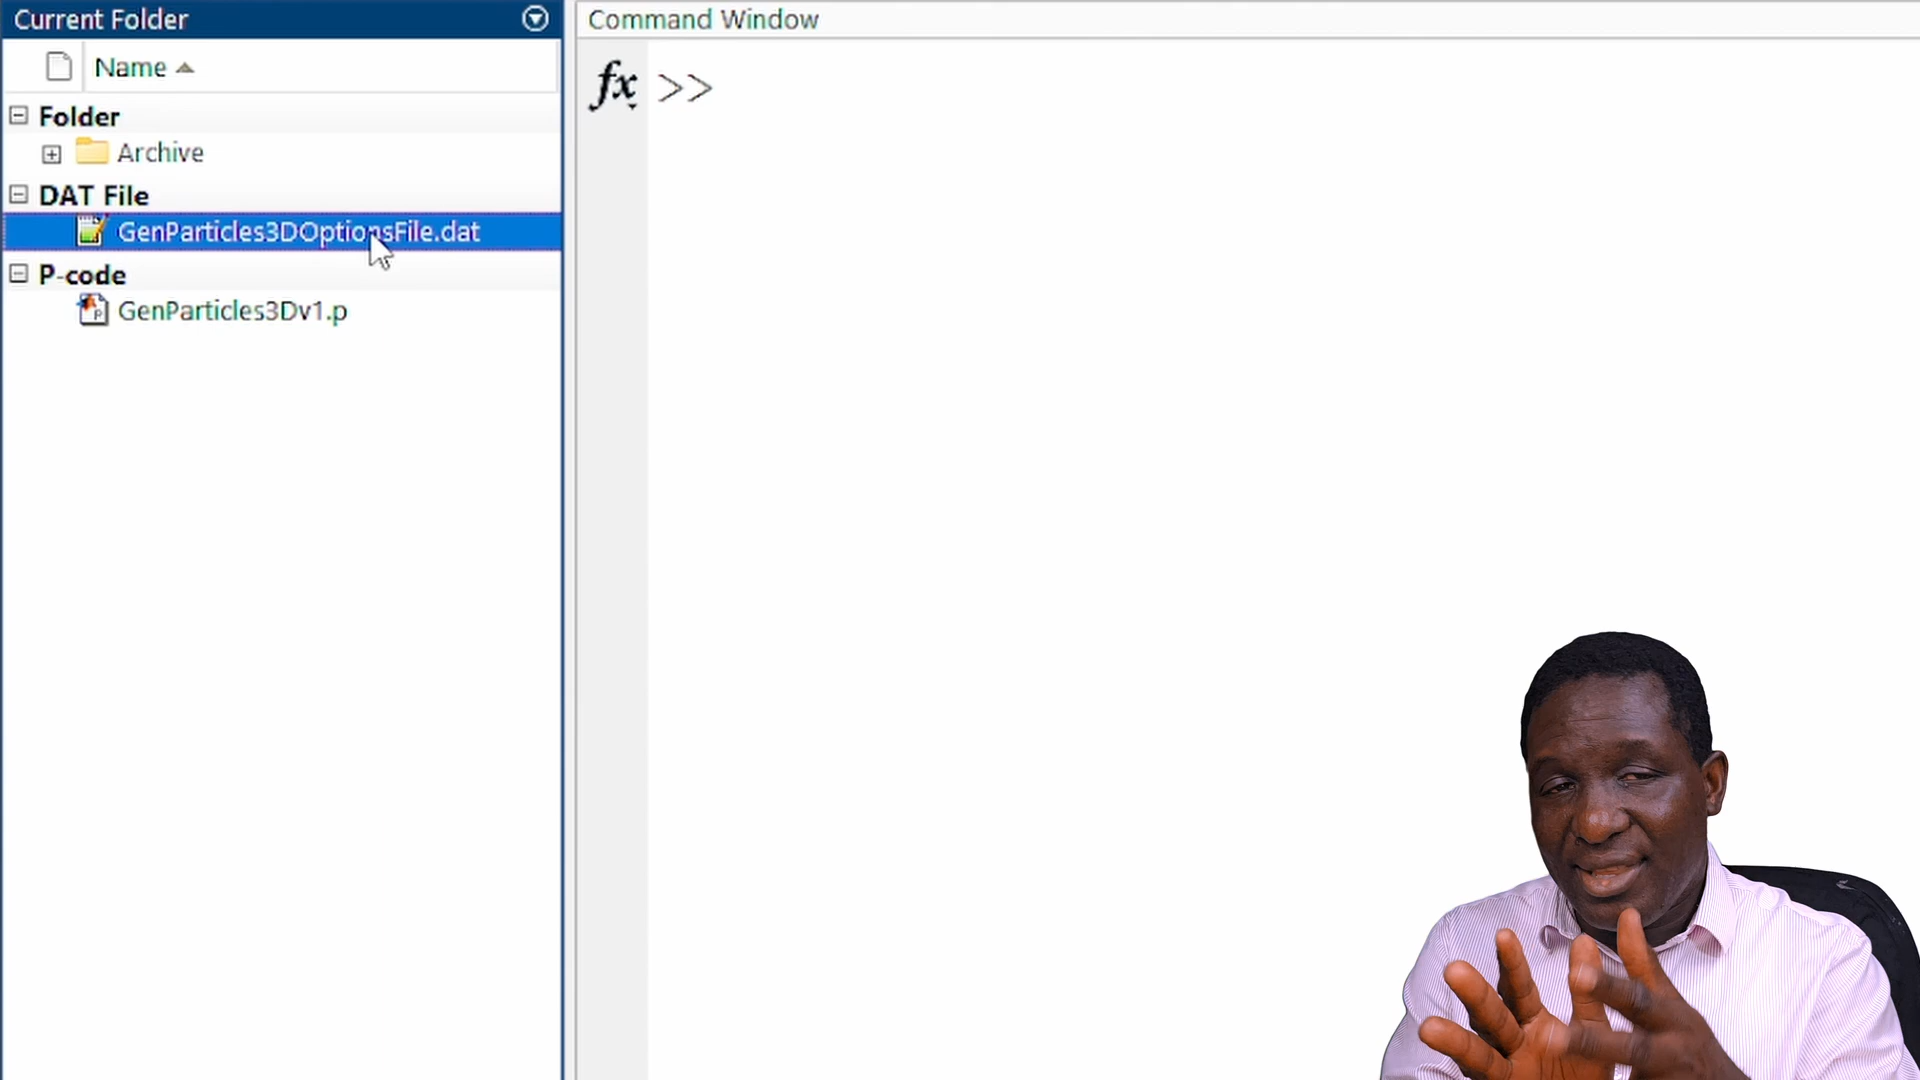 Current Folder
Name
Folder
Archive
DAT File
GenParticles3DOptionsFile.dat
P-code
GenParticles3Dv1.p
Command Window
fx >>